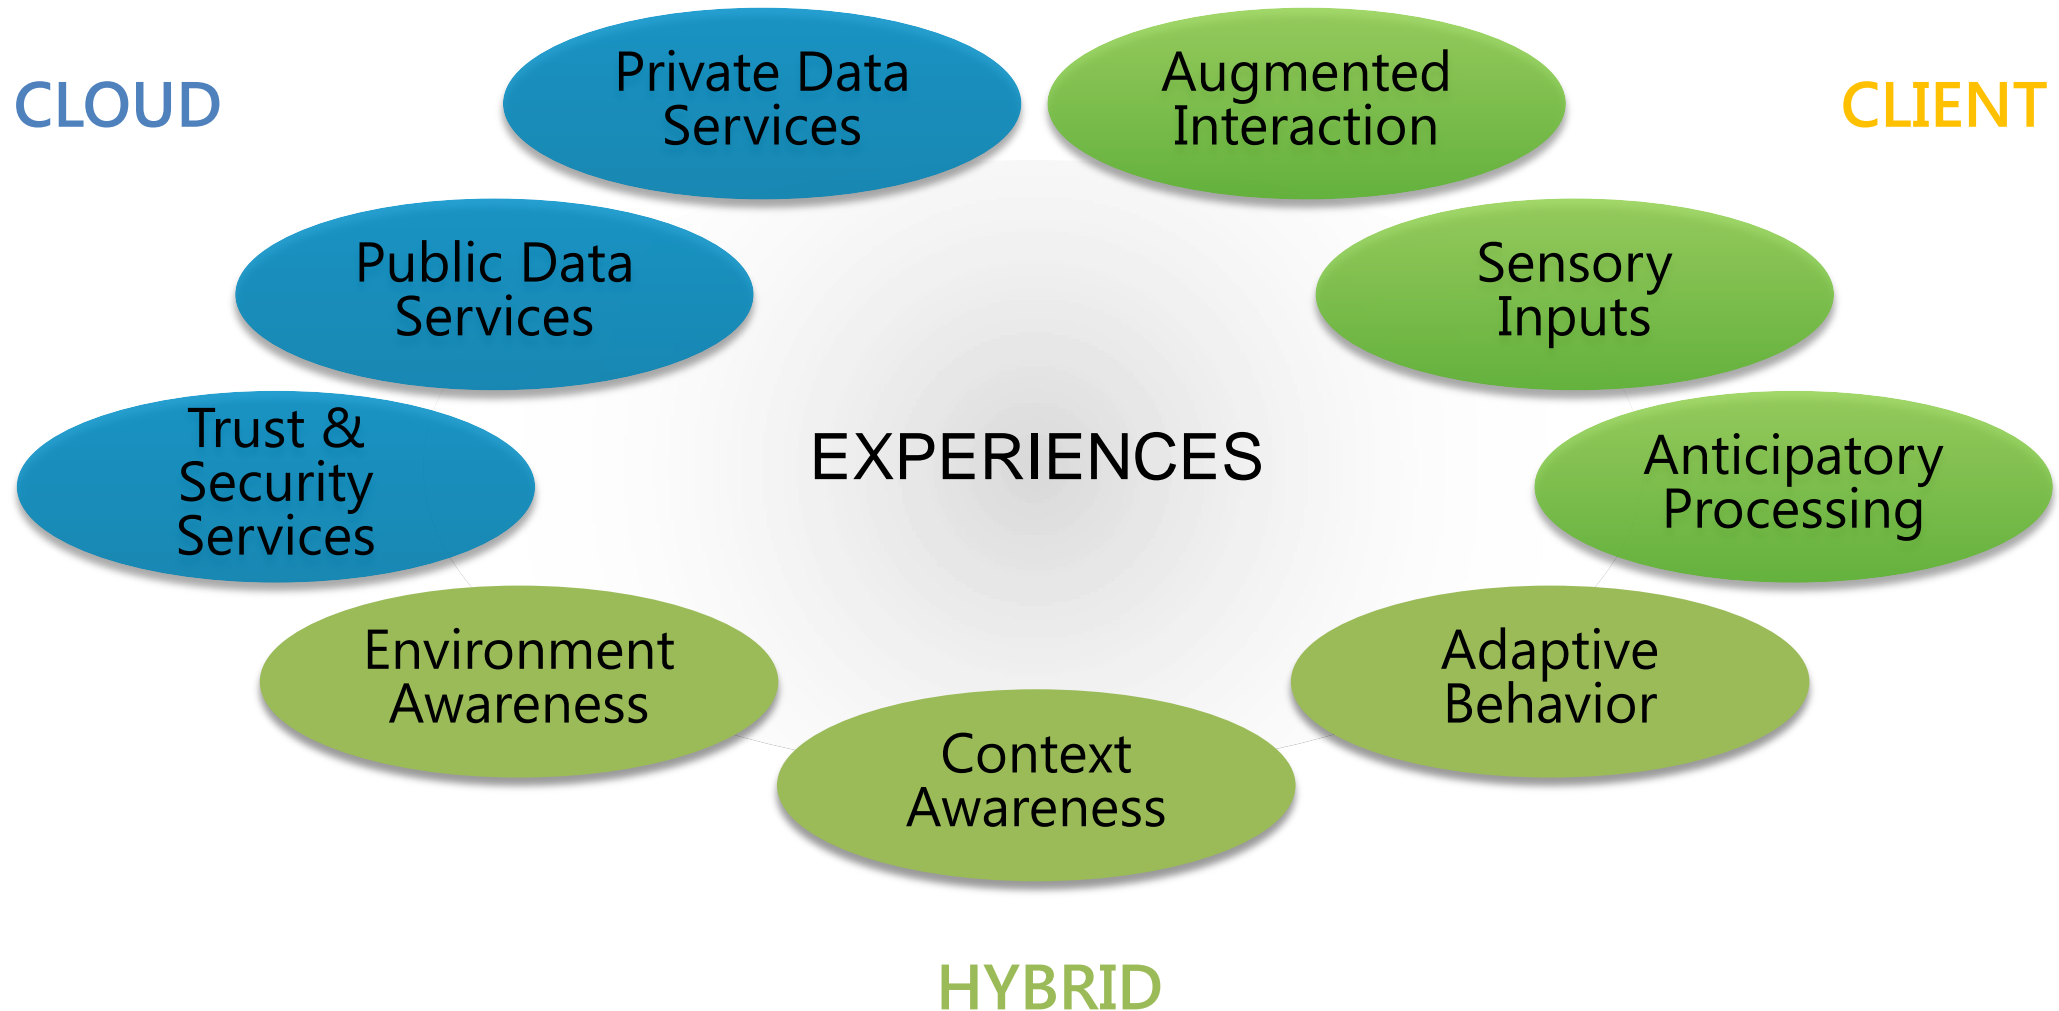 CLOUD
Private Data
Services
Augmented
Interaction
CLIENT
Public Data
Services
Sensory
Inputs
Trust &
Security
Services
EXPERIENCES
Anticipatory
Processing
Environment
Awareness
Context
Awareness
Adaptive
Behavior
HYBRID